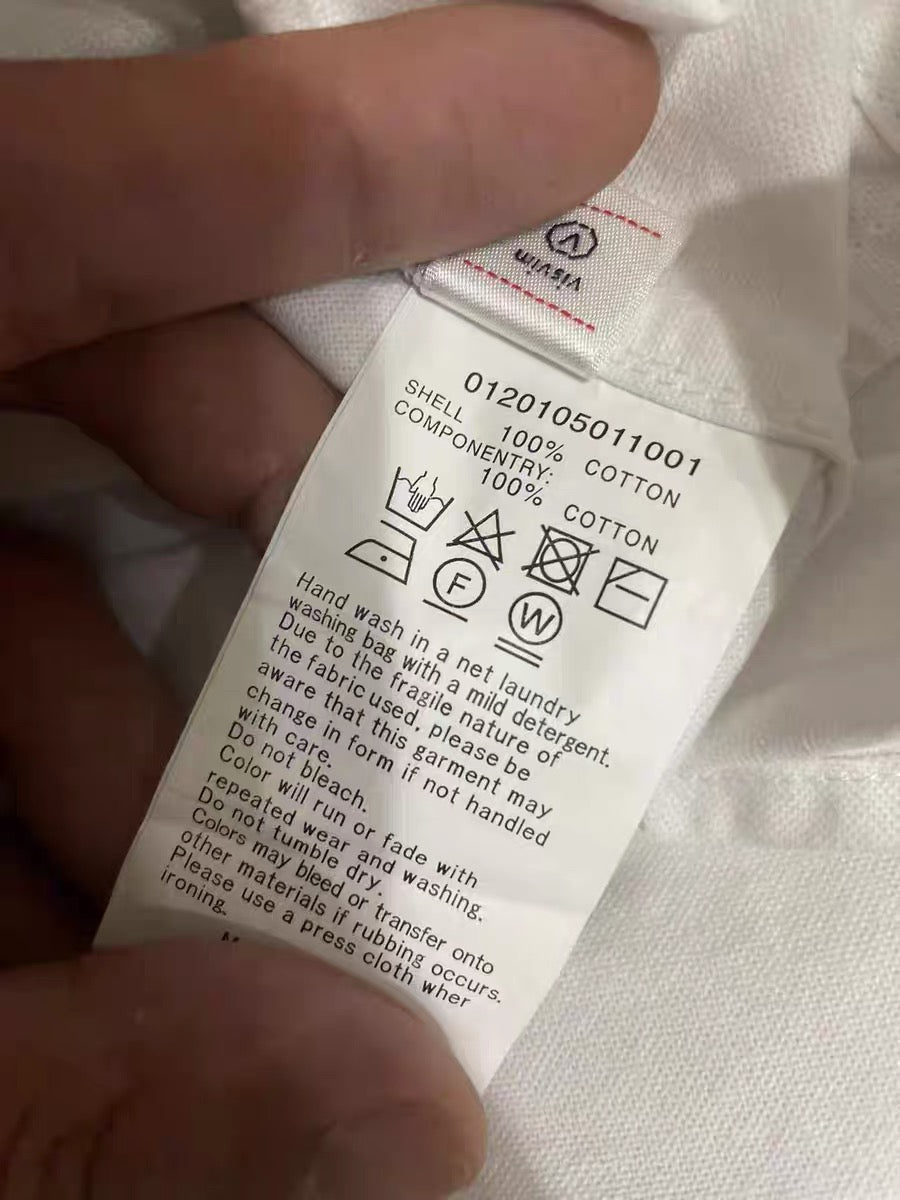 visvim
0120105011001
SHELL
100% COTTON
COMPONENTRY:
100% COTTON
F
W
Hand wash in a net laundry
washing bag with a mild detergent.
Due to the fragile nature of
the fabric used, please be
aware that this garment may
change in form if not handled
with care.
Do not bleach.
Color will run or fade with
repeated wear and washing.
Do not tumble dry.
Colors may bleed or transfer onto
other materials if rubbing occurs.
Please use a press cloth wher
ironing.